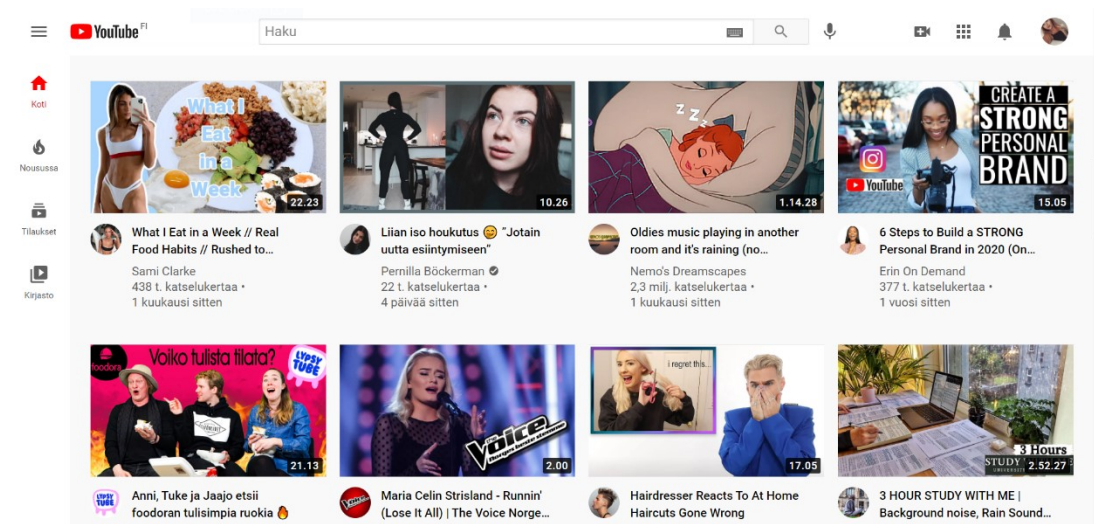 YouTube FI
Haku
Koti
Nousussa
Tilaukset
Kirjasto
What I
Eat
in a
Week
22.23
10.26
z z z
1.14.28
CREATE A
STRONG
PERSONAL
BRAND
YouTube
15.05
What I Eat in a Week // Real
Food Habits // Rushed to...
Sami Clarke
438 t. katselukertaa •
1 kuukausi sitten
Liian iso houkutus 😊 "Jotain
uutta esiintymiseen"
Pernilla Böckerman
22 t. katselukertaa •
4 päivää sitten
Oldies music playing in another
room and it's raining (no...
Nemo's Dreamscapes
2,3 milj. katselukertaa •
1 kuukausi sitten
6 Steps to Build a STRONG
Personal Brand in 2020 (On...
Erin On Demand
377 t. katselukertaa •
1 vuosi sitten
foodora
Voiko tulista tilata?
LYPSY
TUBE
21.13
the Voice
Norges beste stemme
2.00
i regret this...
17.05
3 Hours
STUDY
2.52.27
LYPSY
TUBE
Anni, Tuke ja Jaajo etsii
foodoran tulisimpia ruokia 🔥
Maria Celin Strisland - Runnin'
(Lose It All) | The Voice Norge...
Hairdresser Reacts To At Home
Haircuts Gone Wrong
3 HOUR STUDY WITH ME |
Background noise, Rain Sound...